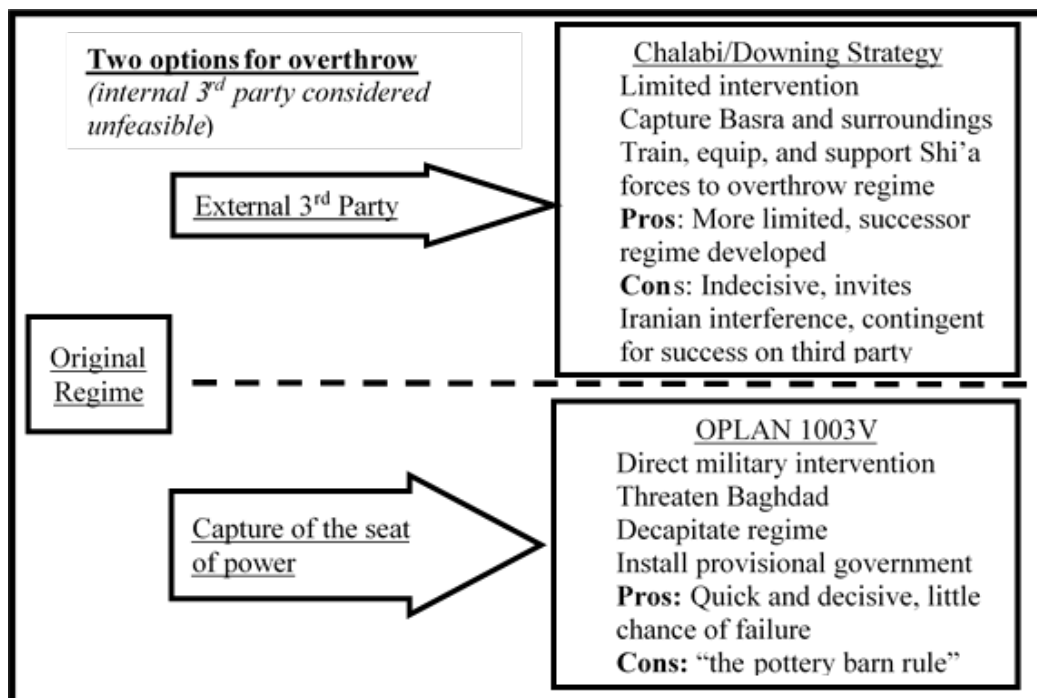 Two options for overthrow
(internal 3rd party considered
unfeasible)
External 3rd Party
Chalabi/Downing Strategy
Limited intervention
Capture Basra and surroundings
Train, equip, and support Shi’a
forces to overthrow regime
Pros: More limited, successor
regime developed
Cons: Indecisive, invites
Iranian interference, contingent
for success on third party
Original
Regime
Capture of the seat
of power
OPLAN 1003V
Direct military intervention
Threaten Baghdad
Decapitate regime
Install provisional government
Pros: Quick and decisive, little
chance of failure
Cons: “the pottery barn rule”